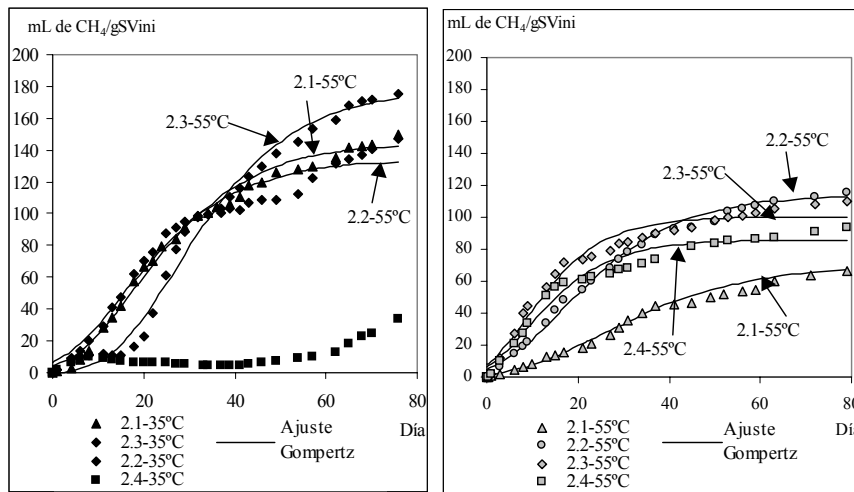 mL de CH4/gSVini
200
180
160
140
120
100
80
60
40
20
0
0
20
40
60
80
2.3-55ºC
2.1-55ºC
2.2-55ºC
Día
2.1-35ºC
2.3-35ºC
2.2-35ºC
2.4-35ºC
Ajuste
Gompertz
mL de CH4/gSVini
200
180
160
140
120
100
80
60
40
20
0
0
20
40
60
80
2.2-55ºC
2.3-55ºC
2.4-55ºC
2.1-55ºC
Día
2.1-55ºC
2.2-55ºC
2.3-55ºC
2.4-55ºC
Ajuste
Gompertz